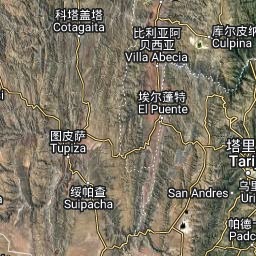 科塔盖塔
Cotagaita
比利亚阿
贝西亚
Villa Abecia
库尔皮纳
Culpina
埃尔蓬特
El Puente
图皮萨
Tupiza
塔里
Tari
绥帕查
Suipacha
San Andres
乌里
Uri
帕德
Padc